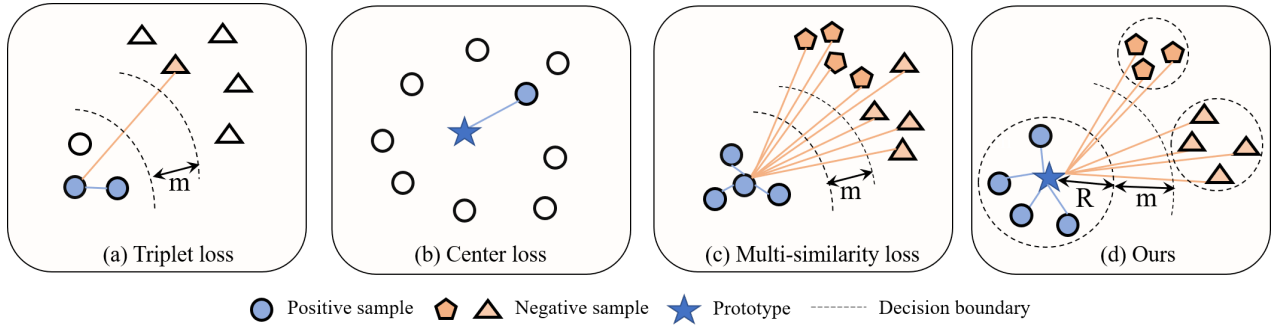 m
m
R
m
(a) Triplet loss
(b) Center loss
(c) Multi-similarity loss
(d) Ours
Positive sample
Negative sample
Prototype
Decision boundary